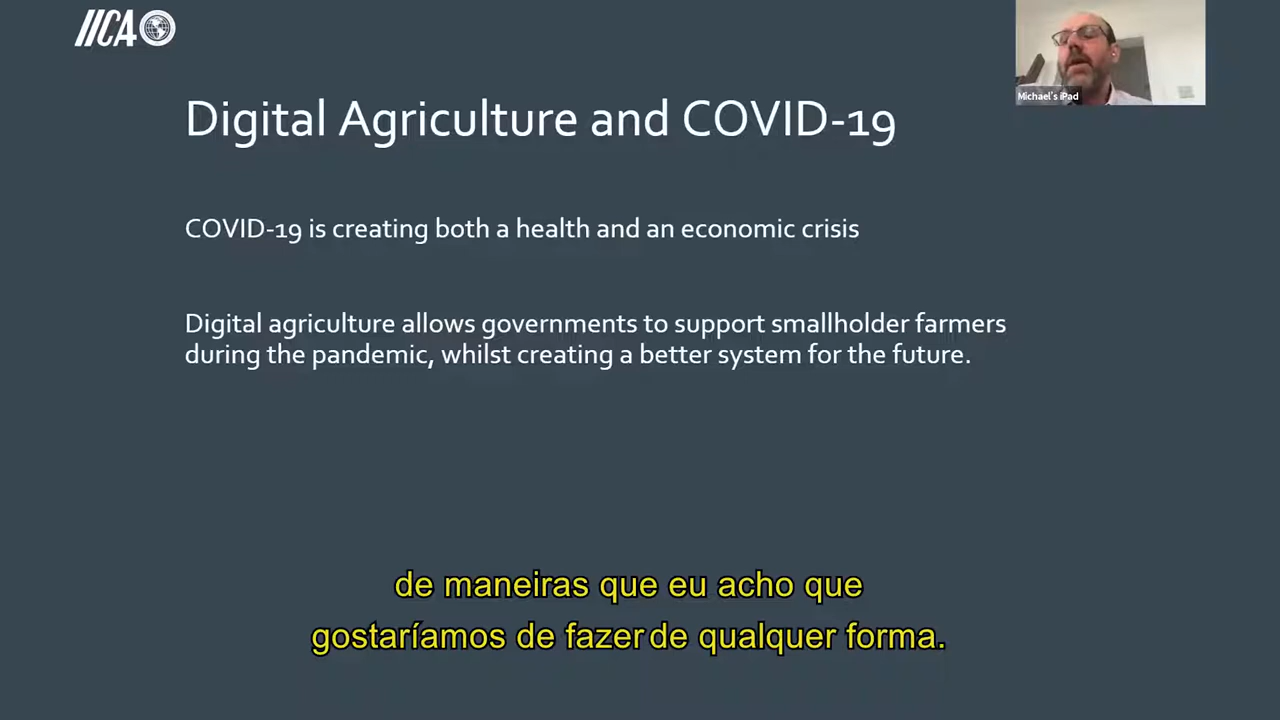 IICA
Michael's iPad
Digital Agriculture and COVID-19
COVID-19 is creating both a health and an economic crisis
Digital agriculture allows governments to support smallholder farmers
during the pandemic, whilst creating a better system for the future.
de maneiras que eu acho que
gostaríamos de fazer de qualquer forma.